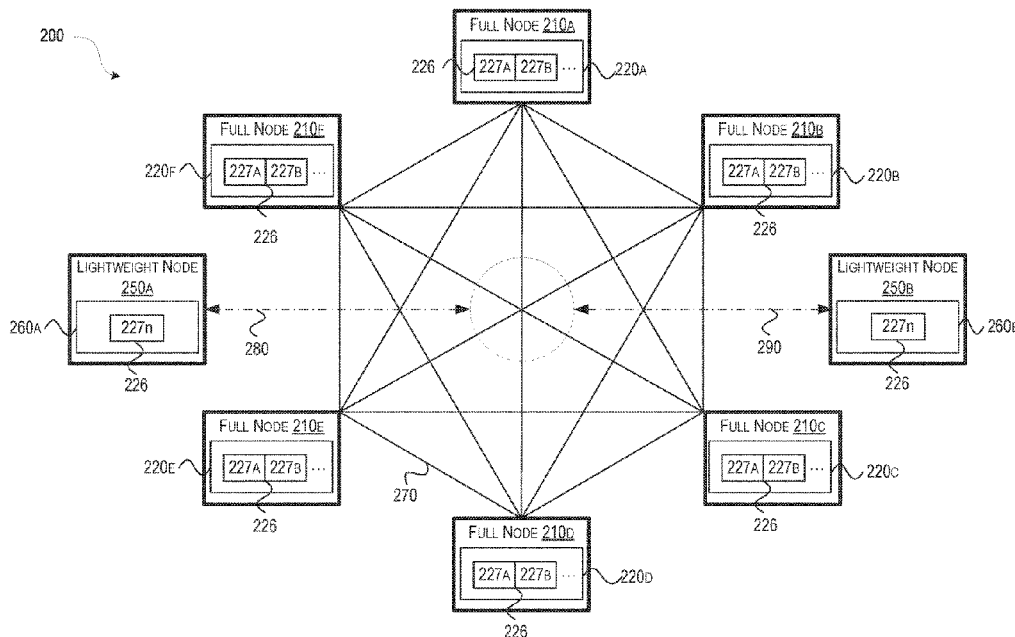 200
FULL NODE 210A
226
227A 227B ...
220A
FULL NODE 210F
227A 227B ...
220F
226
FULL NODE 210B
227A 227B ...
220B
226
LIGHTWEIGHT NODE
250A
260A
227n
226
280
LIGHTWEIGHT NODE
250B
227n
260B
226
290
FULL NODE 210E
227A 227B ...
220E
226
270
FULL NODE 210C
227A 227B ...
220C
226
FULL NODE 210D
227A 227B ...
220D
226